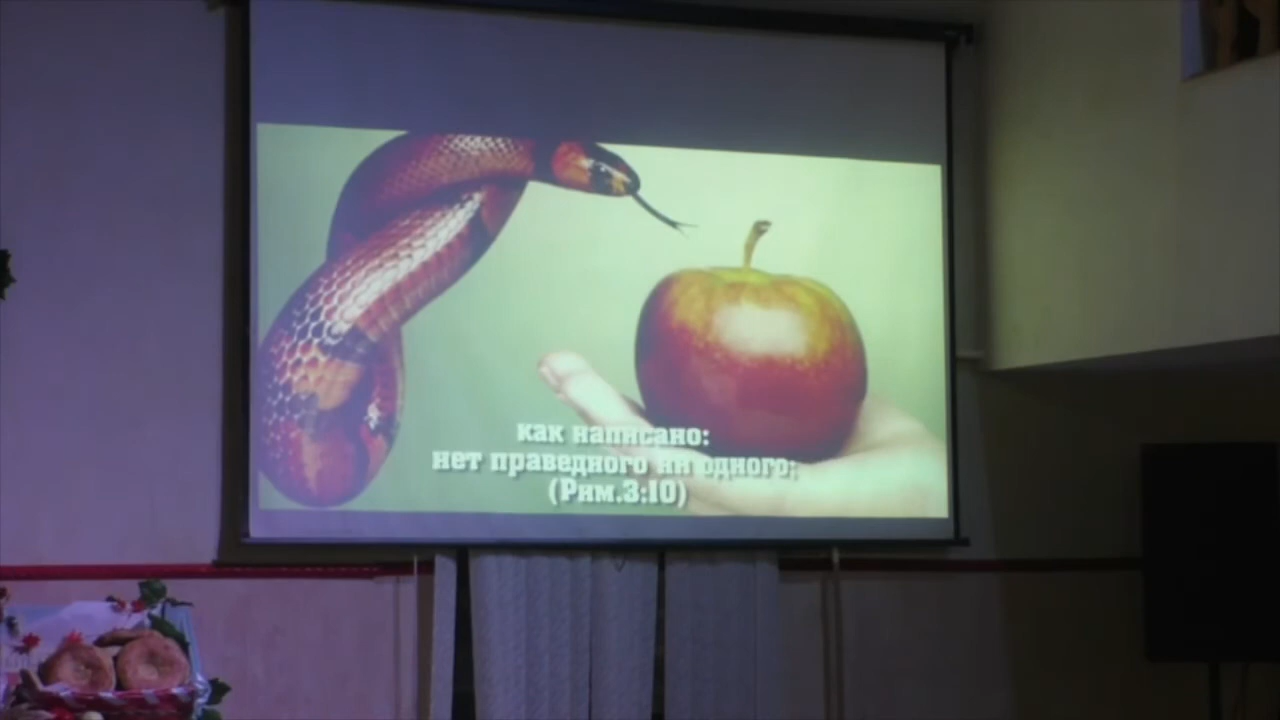 как написано:
нет праведного ни одного;
(Рим.3:10)